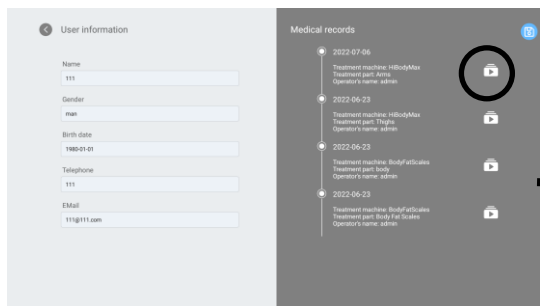 User information
Name
111
Gender
man
Birth date
1980-01-01
Telephone
111
EMail
111@111.com
Medical records
2022-07-06
Treatment machine: HiBodyMax
Treatment part: Arms
Operator's name: admin
2022-06-23
Treatment machine: HiBodyMax
Treatment part: Thighs
Operator's name: admin
2022-06-23
Treatment machine: BodyFatScales
Treatment part: body
Operator's name: admin
2022-06-23
Treatment machine: BodyFatScales
Treatment part: Body Fat Scales
Operator's name: admin